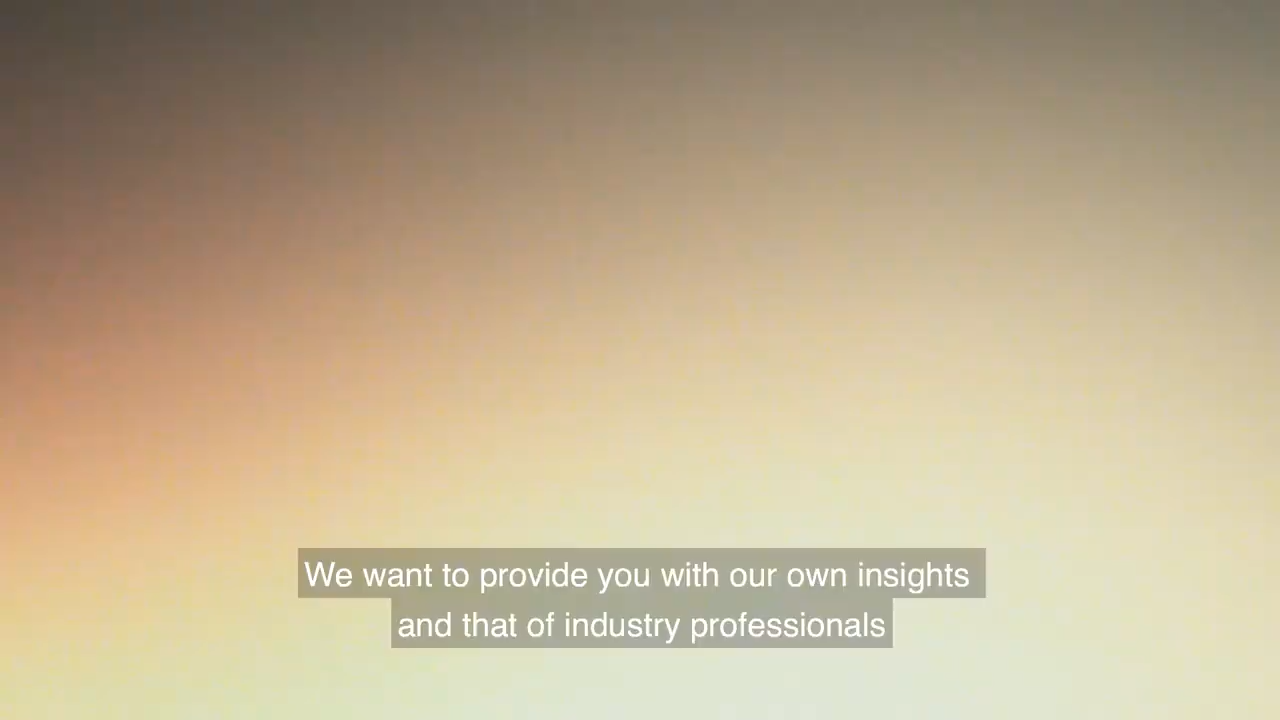 We want to provide you with our own insights
and that of industry professionals